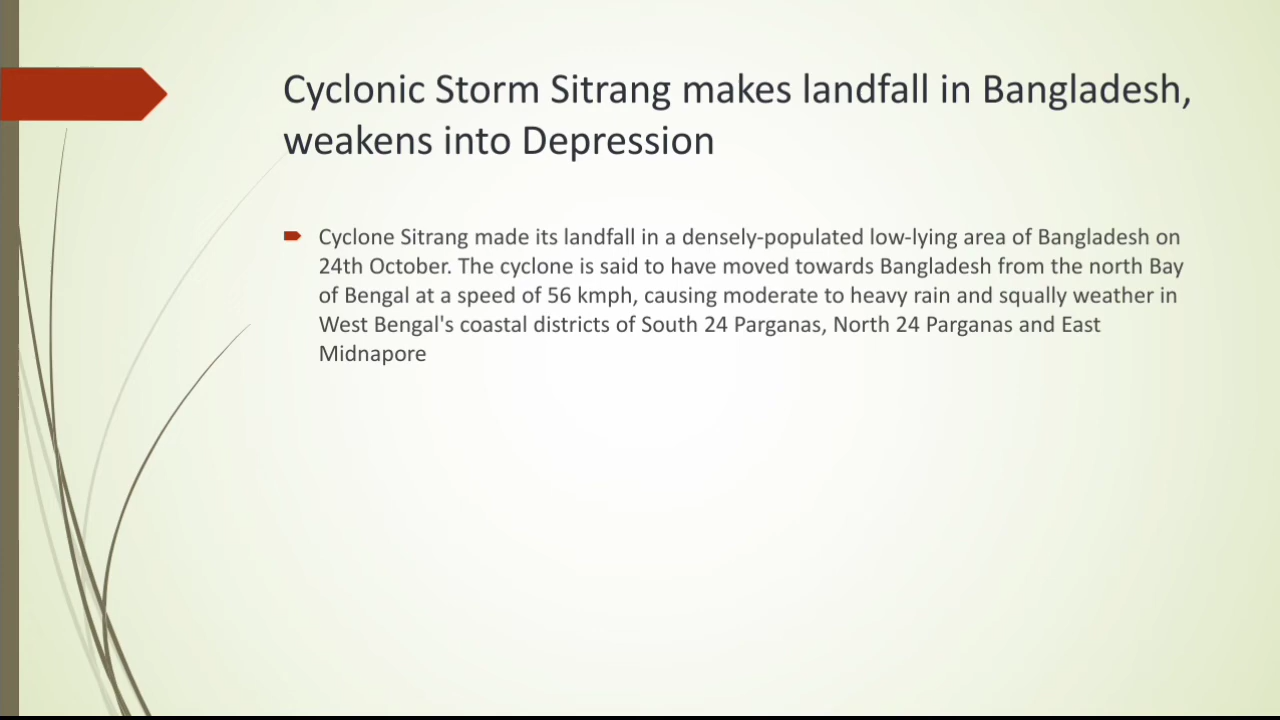 Cyclonic Storm Sitrang makes landfall in Bangladesh,
weakens into Depression
Cyclone Sitrang made its landfall in a densely-populated low-lying area of Bangladesh on
24th October. The cyclone is said to have moved towards Bangladesh from the north Bay
of Bengal at a speed of 56 kmph, causing moderate to heavy rain and squally weather in
West Bengal's coastal districts of South 24 Parganas, North 24 Parganas and East
Midnapore